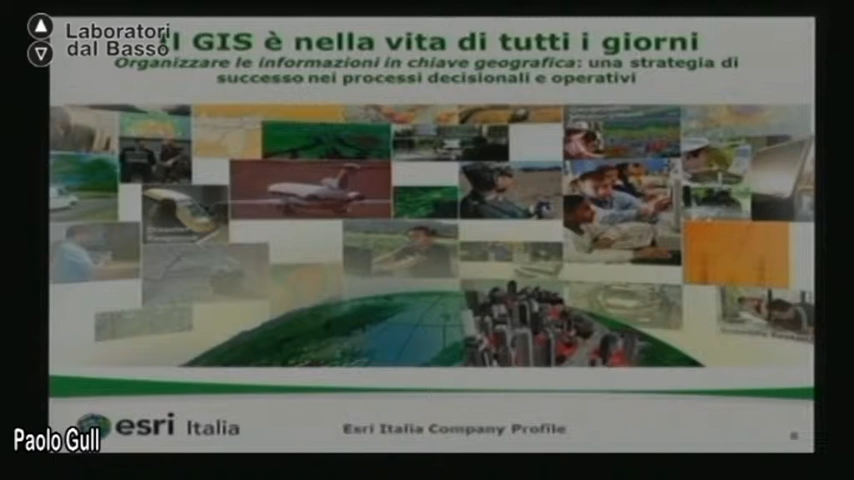 Laboratori
dal Basso
Il GIS è nella vita di tutti i giorni
Organizzare le informazioni in chiave geografica: una strategia di
successo nei processi decisionali e operativi
esri Italia
Esri Italia Company Profile
8
Paolo Gull